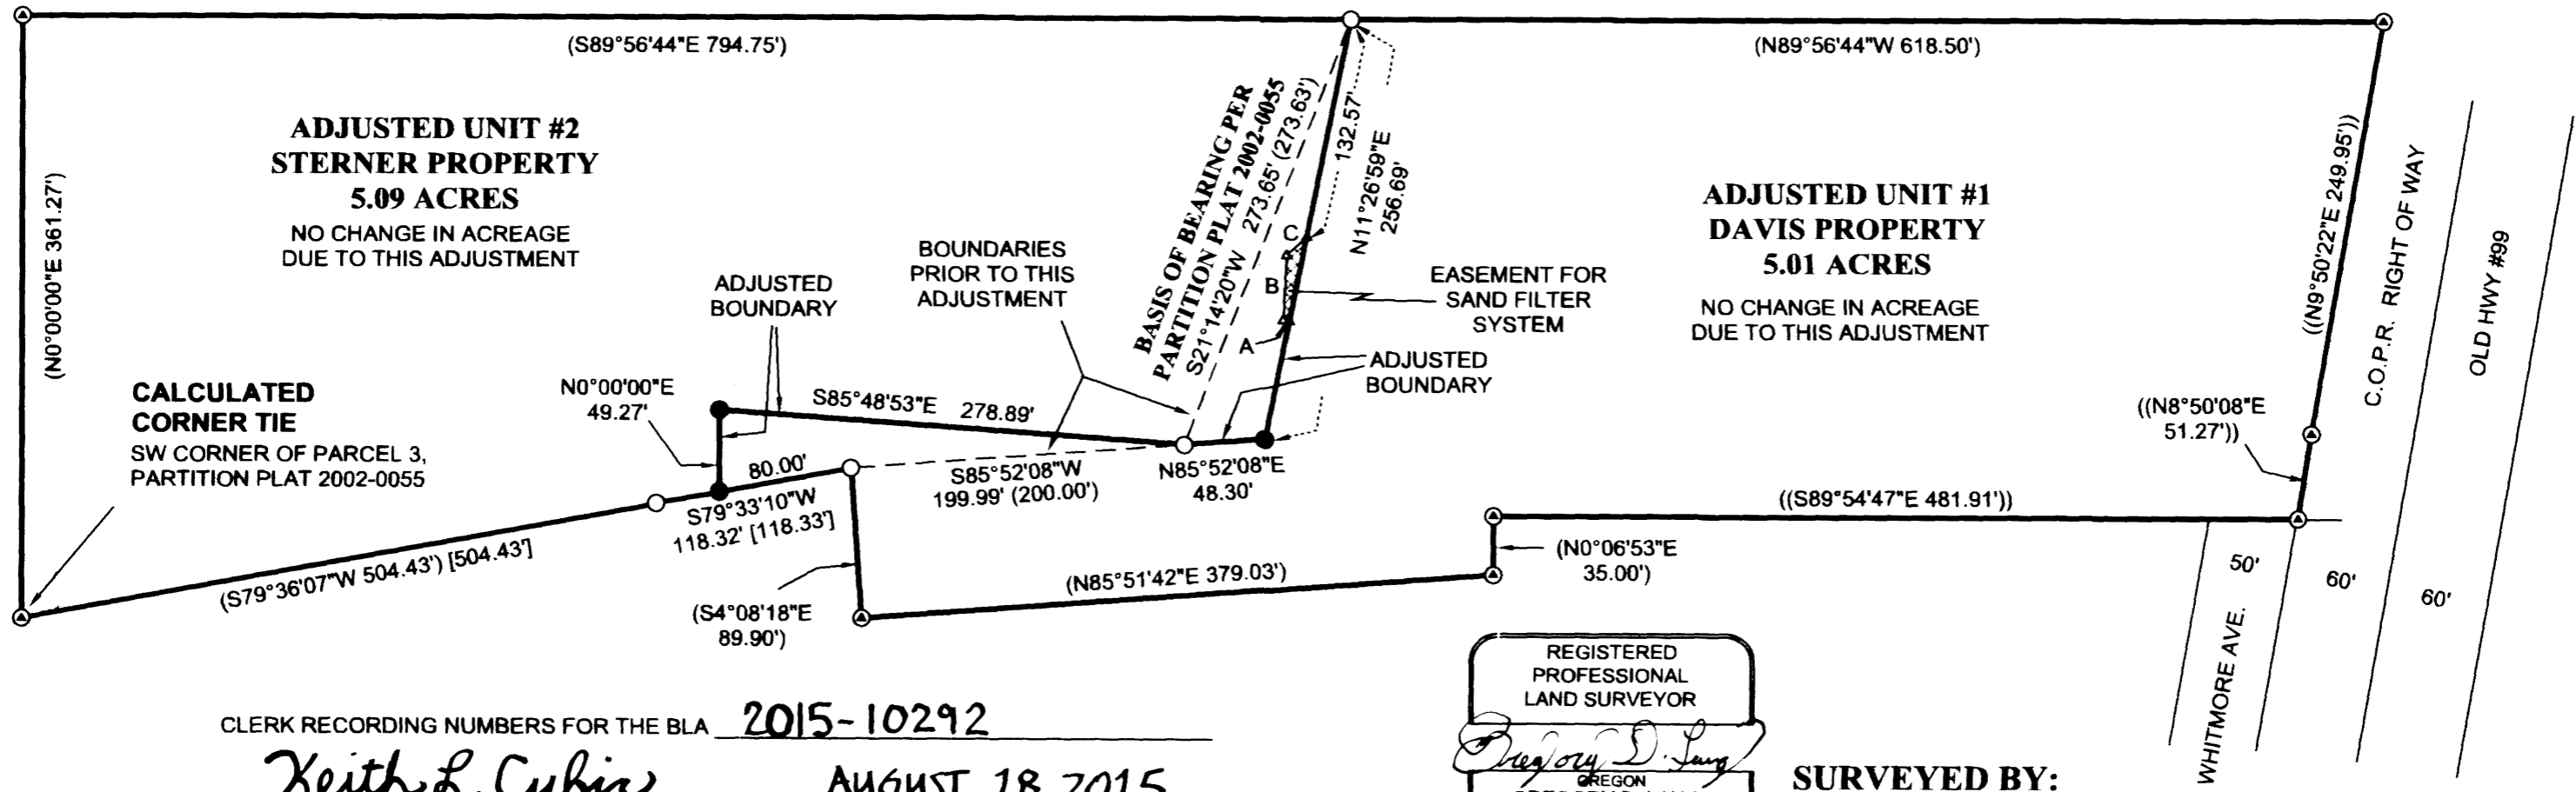 (S89°56'44"E 794.75')
(N89°56'44"W 618.50')
ADJUSTED UNIT #2
STERNER PROPERTY
5.09 ACRES
NO CHANGE IN ACREAGE
DUE TO THIS ADJUSTMENT
(N0°00'00"E 361.27')
BASIS OF BEARING PER
PARTITION PLAT 2002-0055
S21°14'20"W 273.65' (273.63')
132.57'
N11°26'59"E
256.69'
C
B
A
EASEMENT FOR
SAND FILTER
SYSTEM
ADJUSTED UNIT #1
DAVIS PROPERTY
5.01 ACRES
NO CHANGE IN ACREAGE
DUE TO THIS ADJUSTMENT
((N9°50'22"E 249.95'))
C.O.P.R. RIGHT OF WAY
OLD HWY #99
BOUNDARIES
PRIOR TO THIS
ADJUSTMENT
ADJUSTED
BOUNDARY
ADJUSTED
BOUNDARY
CALCULATED
CORNER TIE
SW CORNER OF PARCEL 3,
PARTITION PLAT 2002-0055
N0°00'00"E
49.27'
S85°48'53"E 278.89'
80.00'
S79°33'10"W
118.32' [118.33']
S85°52'08"W
199.99' (200.00')
N85°52'08"E
48.30'
((N8°50'08"E
51.27'))
((S89°54'47"E 481.91'))
(S79°36'07"W 504.43') [504.43']
(S4°08'18"E
89.90')
(N85°51'42"E 379.03')
(N0°06'53"E
35.00')
50'
60'
60'
WHITMORE AVE.
CLERK RECORDING NUMBERS FOR THE BLA 2015-10292
Keith L. Cubic
AUGUST 18 2015
REGISTERED
PROFESSIONAL
LAND SURVEYOR
Gregory D.
OREGON
SURVEYED BY: